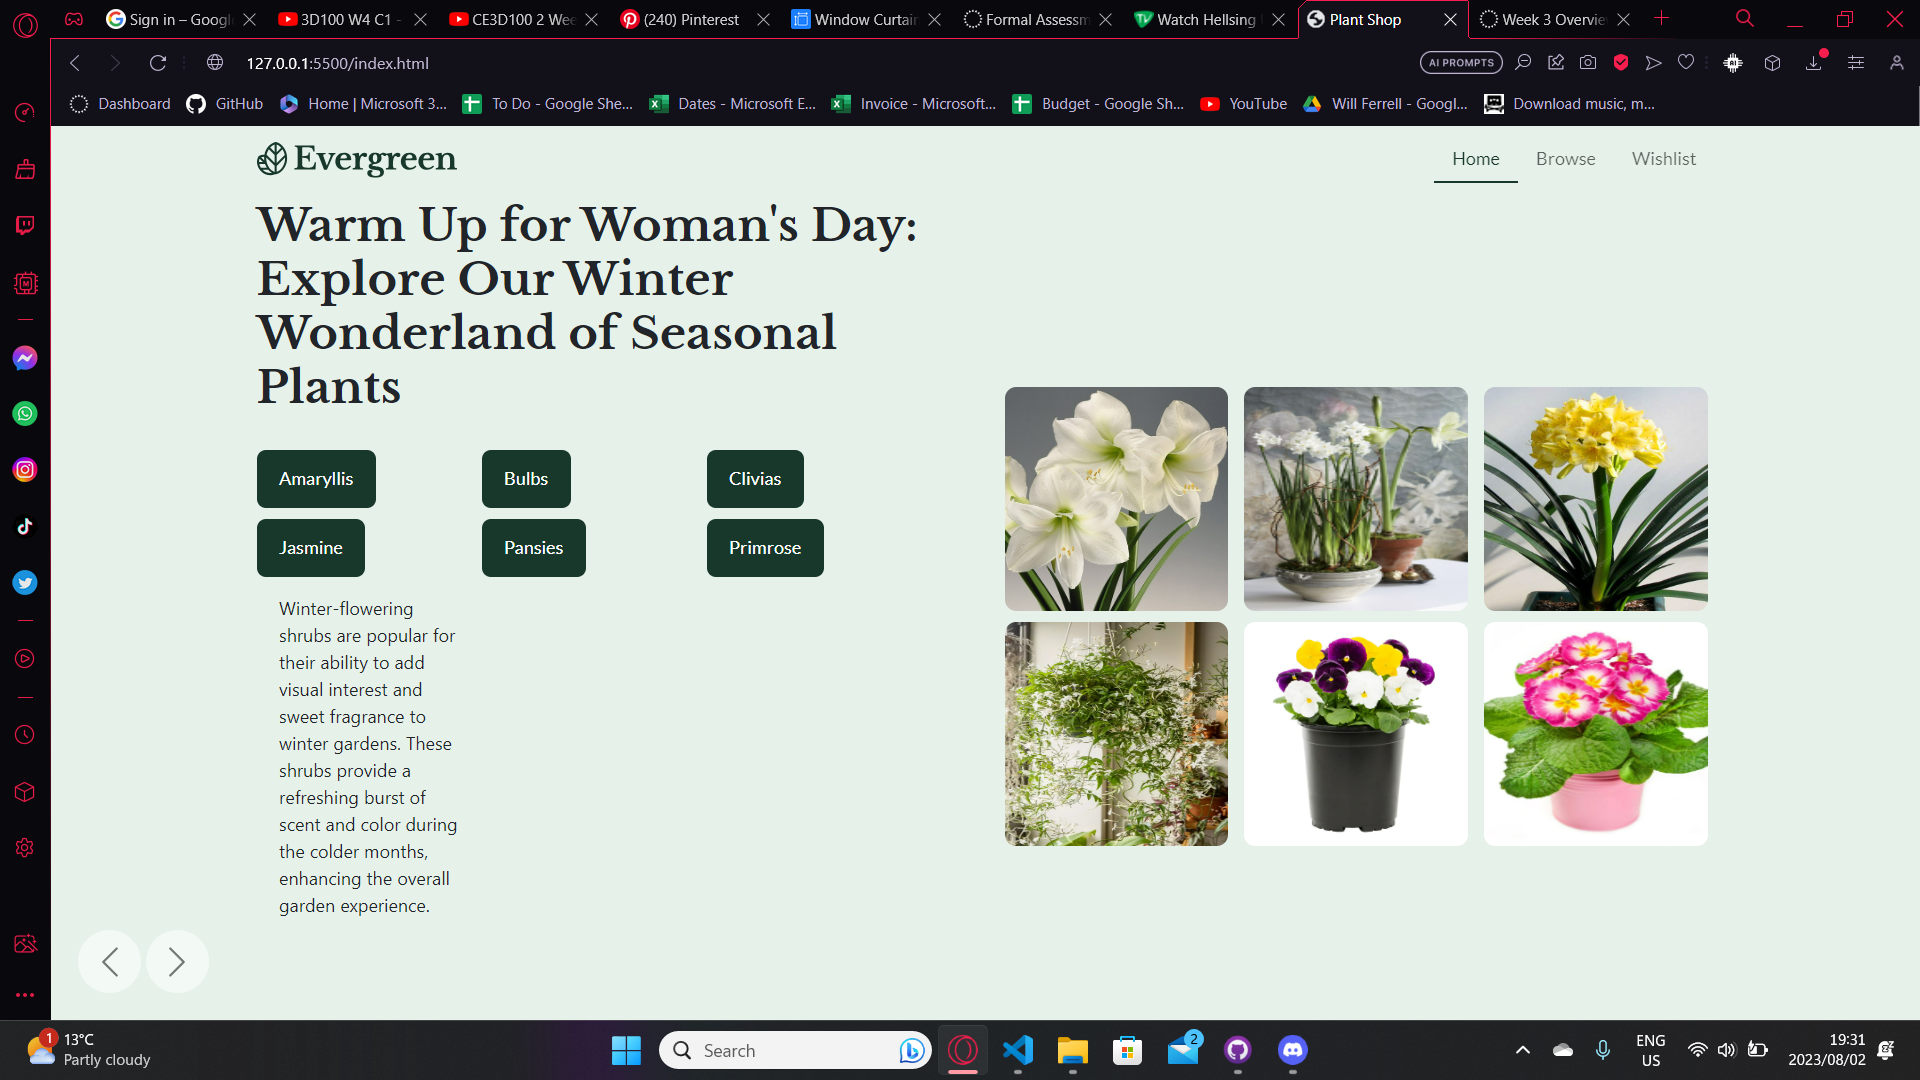 Sign in – Googl
3D100 W4 C1 -
CE3D100 2 Wee
(240) Pinterest
Window Curtain
Formal Assessm
Watch Hellsing
Plant Shop
Week 3 Overvie
127.0.0.1:5500/index.html
AI PROMPTS
Dashboard
GitHub
Home | Microsoft 3...
To Do - Google She...
Dates - Microsoft E...
Invoice - Microsoft...
Budget - Google Sh...
YouTube
Will Ferrell - Googl...
Download music, m...
Evergreen
Home
Browse
Wishlist
Warm Up for Woman's Day:
Explore Our Winter
Wonderland of Seasonal
Plants
Amaryllis
Bulbs
Clivias
Jasmine
Pansies
Primrose
Winter-flowering
shrubs are popular for
their ability to add
visual interest and
sweet fragrance to
winter gardens. These
shrubs provide a
refreshing burst of
scent and color during
the colder months,
enhancing the overall
garden experience.
1
13°C
Partly cloudy
Search
2
ENG
US
19:31
2023/08/02